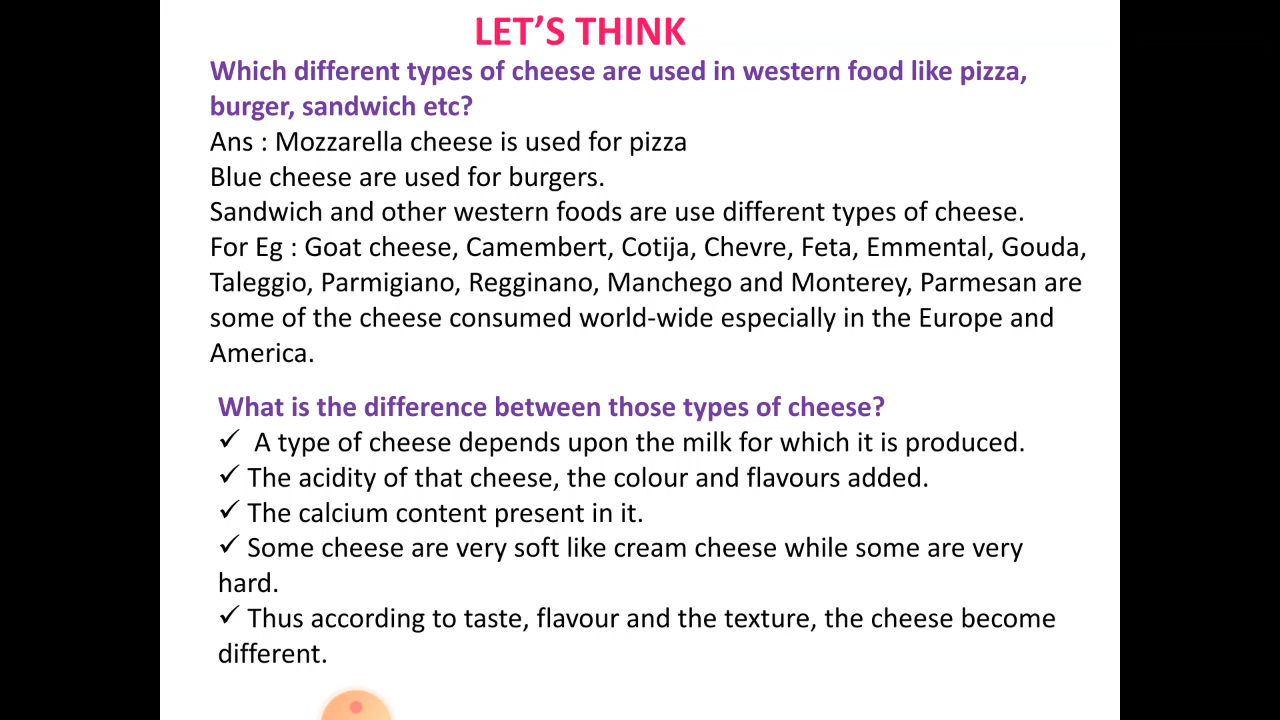 LET’S THINK
Which different types of cheese are used in western food like pizza,
burger, sandwich etc?
Ans : Mozzarella cheese is used for pizza
Blue cheese are used for burgers.
Sandwich and other western foods are use different types of cheese.
For Eg : Goat cheese, Camembert, Cotija, Chevre, Feta, Emmental, Gouda,
Taleggio, Parmigiano, Regginano, Manchego and Monterey, Parmesan are
some of the cheese consumed world-wide especially in the Europe and
America.
What is the difference between those types of cheese?
✓ A type of cheese depends upon the milk for which it is produced.
✓ The acidity of that cheese, the colour and flavours added.
✓ The calcium content present in it.
✓ Some cheese are very soft like cream cheese while some are very
hard.
✓ Thus according to taste, flavour and the texture, the cheese become
different.